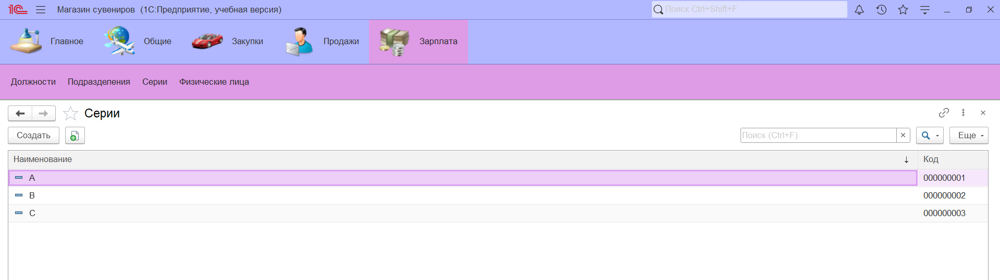 1С Магазин сувениров (1С:Предприятие, учебная версия) Поиск Ctrl+Shift+F
Главное Общие Закупки Продажи Зарплата
Должности Подразделения Серии Физические лица
Серии
Создать Поиск (Ctrl+F) × Еще
Наименование ↓ Код
A 000000001
B 000000002
C 000000003